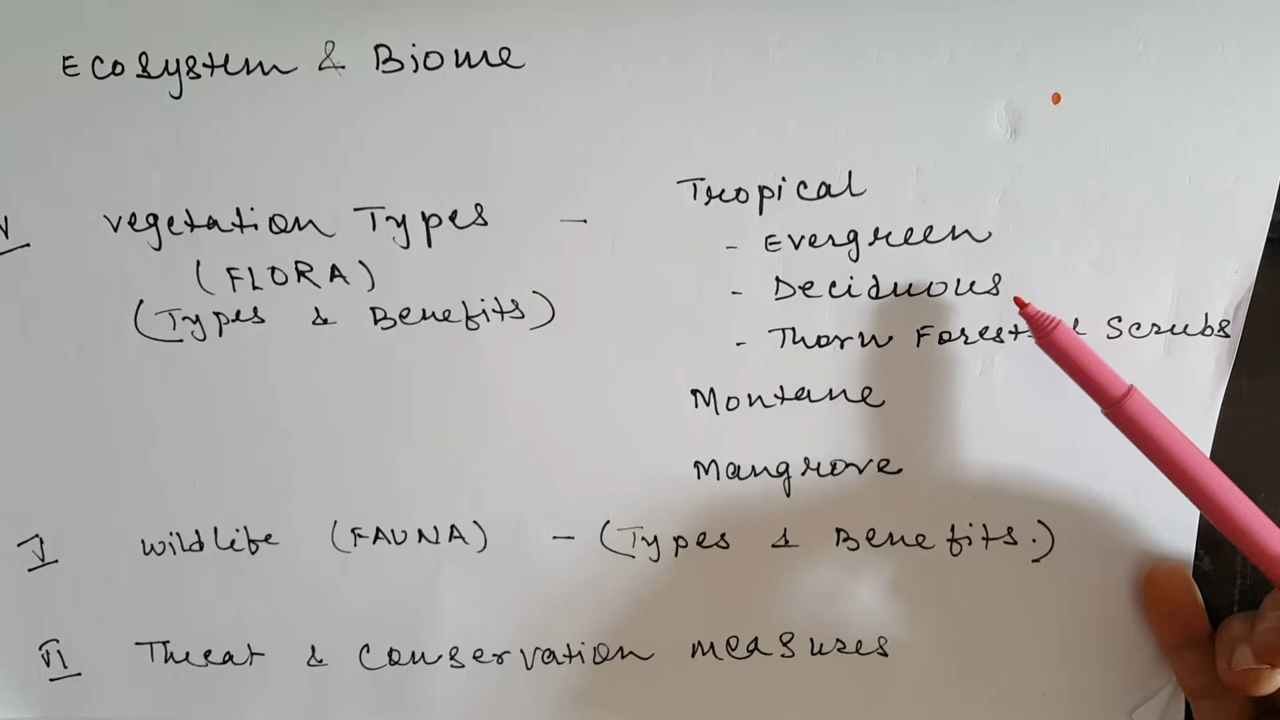 Ecosystem & Biome
V Vegetation Types - Tropical
(FLORA)
(Types & Benefits)
- Evergreen
- Deciduous
- Thorn Forest & Scrubs
Montane
Mangrove
V Wildlife (FAUNA) - (Types & Benefits.)
VI Threat & Conservation measures